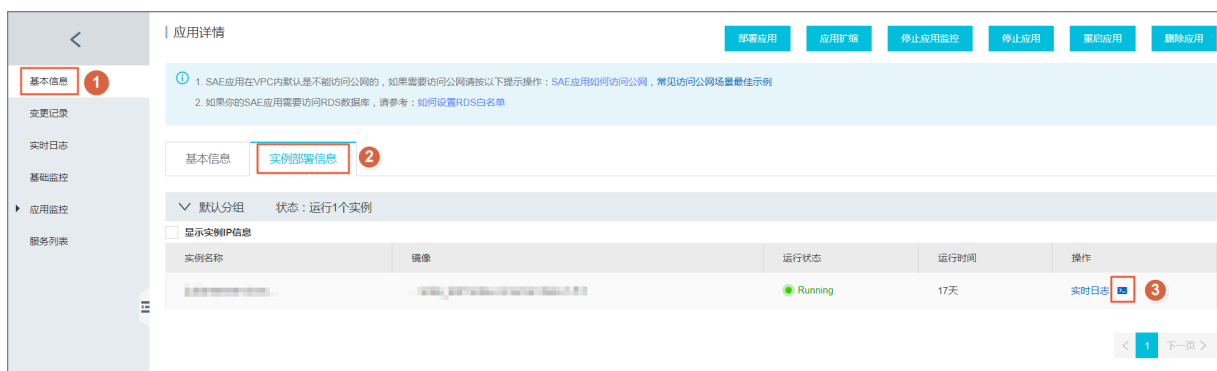 应用详情
部署应用 应用扩缩 停止应用监控 停止应用 重启应用 删除应用
基本信息 1
变更记录
实时日志
基础监控
应用监控
服务列表
1. SAE应用在VPC内默认是不能访问公网的，如果需要访问公网请按以下提示操作：SAE应用如何访问公网，常见访问公网场景最佳示例
2. 如果你的SAE应用需要访问RDS数据库，请参考：如何设置RDS白名单
基本信息 实例部署信息 2
默认分组 状态：运行1个实例
显示实例IP信息
实例名称 镜像 运行状态 运行时间 操作
Running 17天 实时日志 3
< 1 下一页 >